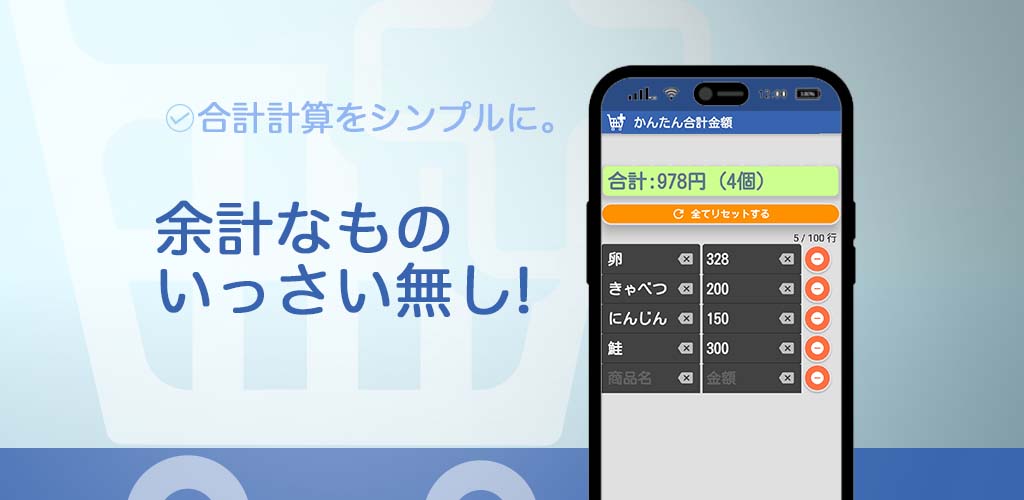 合計計算をシンプルに。
余計なもの
いっさい無し!
12:00 100%
かんたん合計金額
合計:978円（4個）
全てリセットする
5 / 100 行
卵 328
きゃべつ 200
にんじん 150
鮭 300
商品名 金額